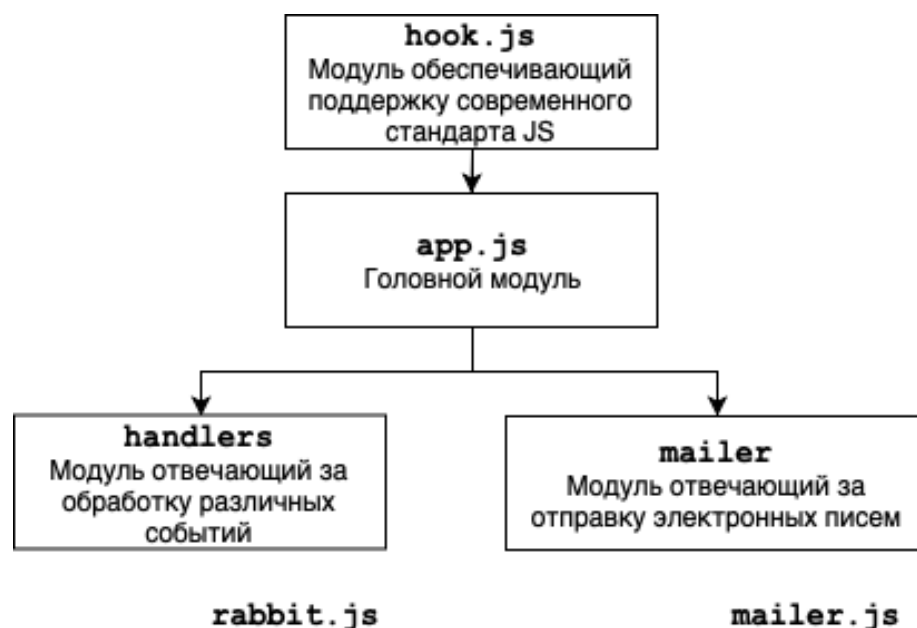 hook.js
Модуль обеспечивающий
поддержку современного
стандарта JS
app.js
Головной модуль
handlers
Модуль отвечающий за
обработку различных
событий
mailer
Модуль отвечающий за
отправку электронных писем
rabbit.js
mailer.js